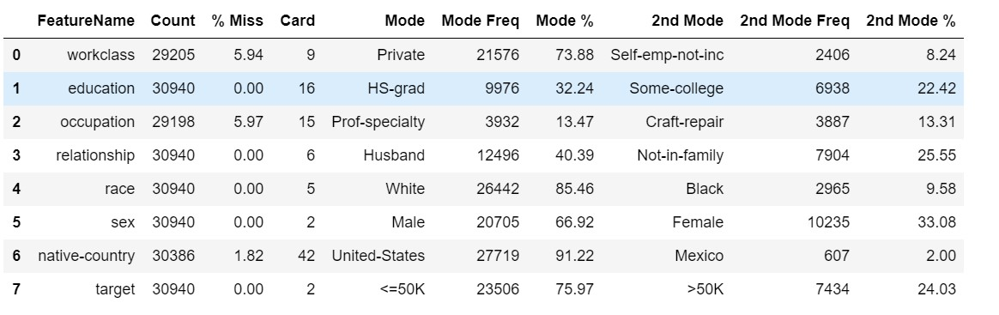 FeatureName Count % Miss Card Mode Mode Freq Mode % 2nd Mode 2nd Mode Freq 2nd Mode %
0 workclass 29205 5.94 9 Private 21576 73.88 Self-emp-not-inc 2406 8.24
1 education 30940 0.00 16 HS-grad 9976 32.24 Some-college 6938 22.42
2 occupation 29198 5.97 15 Prof-specialty 3932 13.47 Craft-repair 3887 13.31
3 relationship 30940 0.00 6 Husband 12496 40.39 Not-in-family 7904 25.55
4 race 30940 0.00 5 White 26442 85.46 Black 2965 9.58
5 sex 30940 0.00 2 Male 20705 66.92 Female 10235 33.08
6 native-country 30386 1.82 42 United-States 27719 91.22 Mexico 607 2.00
7 target 30940 0.00 2 <=50K 23506 75.97 >50K 7434 24.03